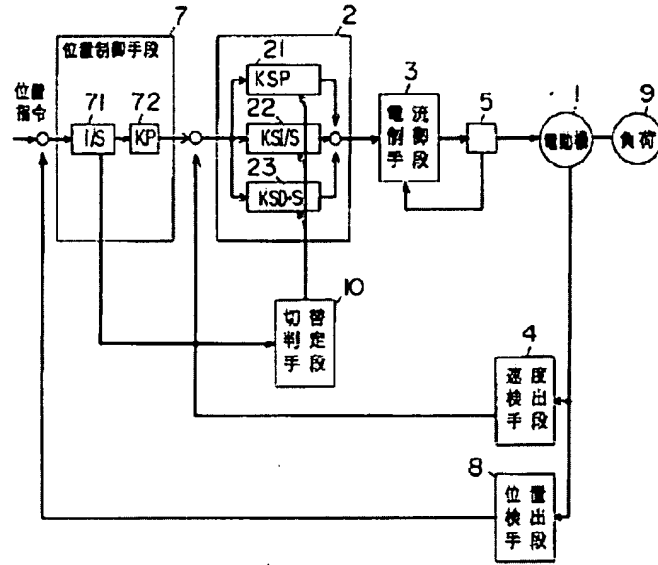 7
2
位置制御手段
21
KSP
3
5
1
9
位置
指令
71
72
1/S
KP
22
KSI/S
電流
制御
手段
電動機
負荷
23
KSD・S
10
切替
判定
手段
4
速度
検出
手段
8
位置
検出
手段